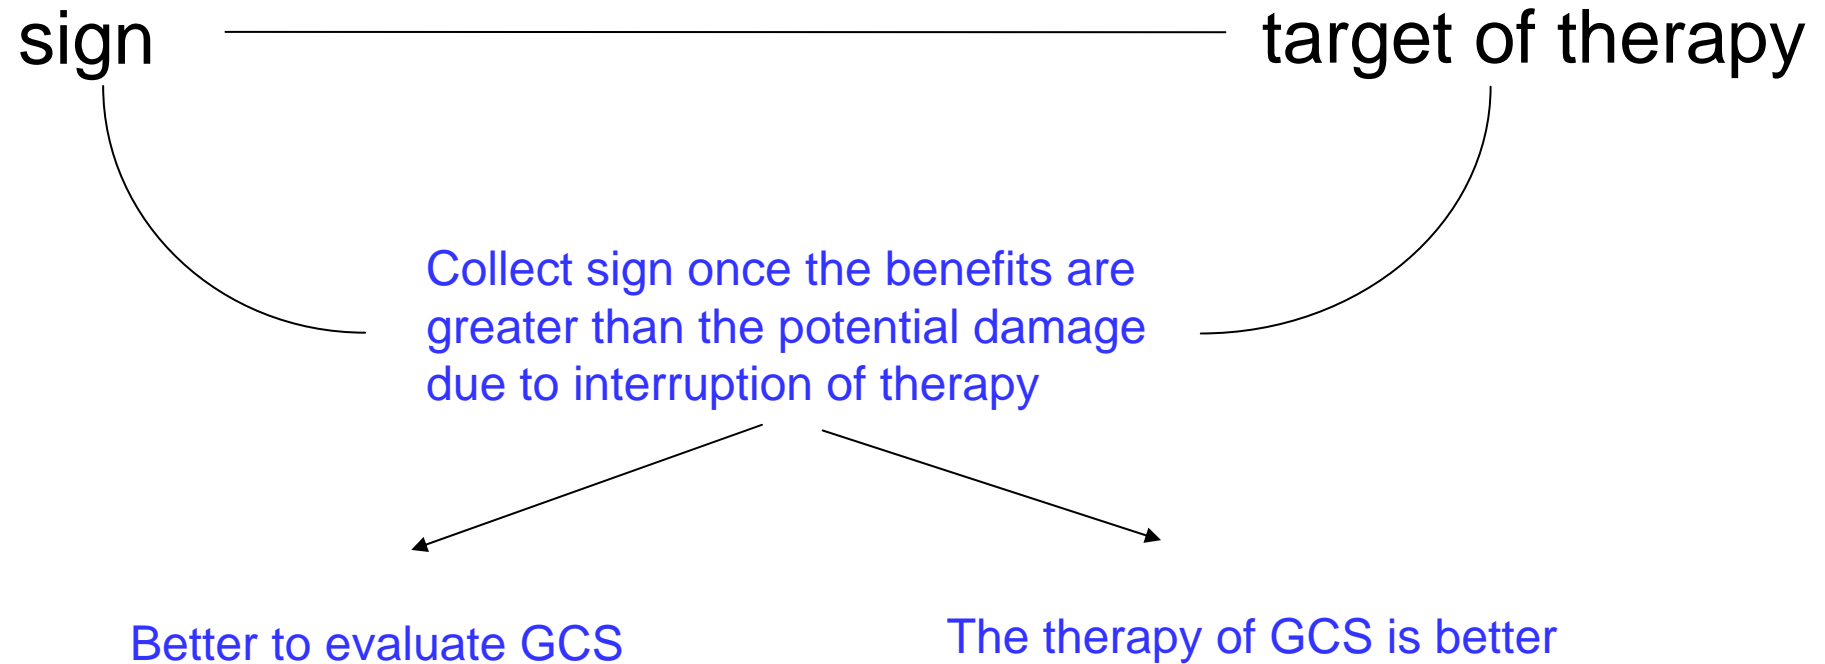 sign
target of therapy
Collect sign once the benefits are
greater than the potential damage
due to interruption of therapy
Better to evaluate GCS
The therapy of GCS is better